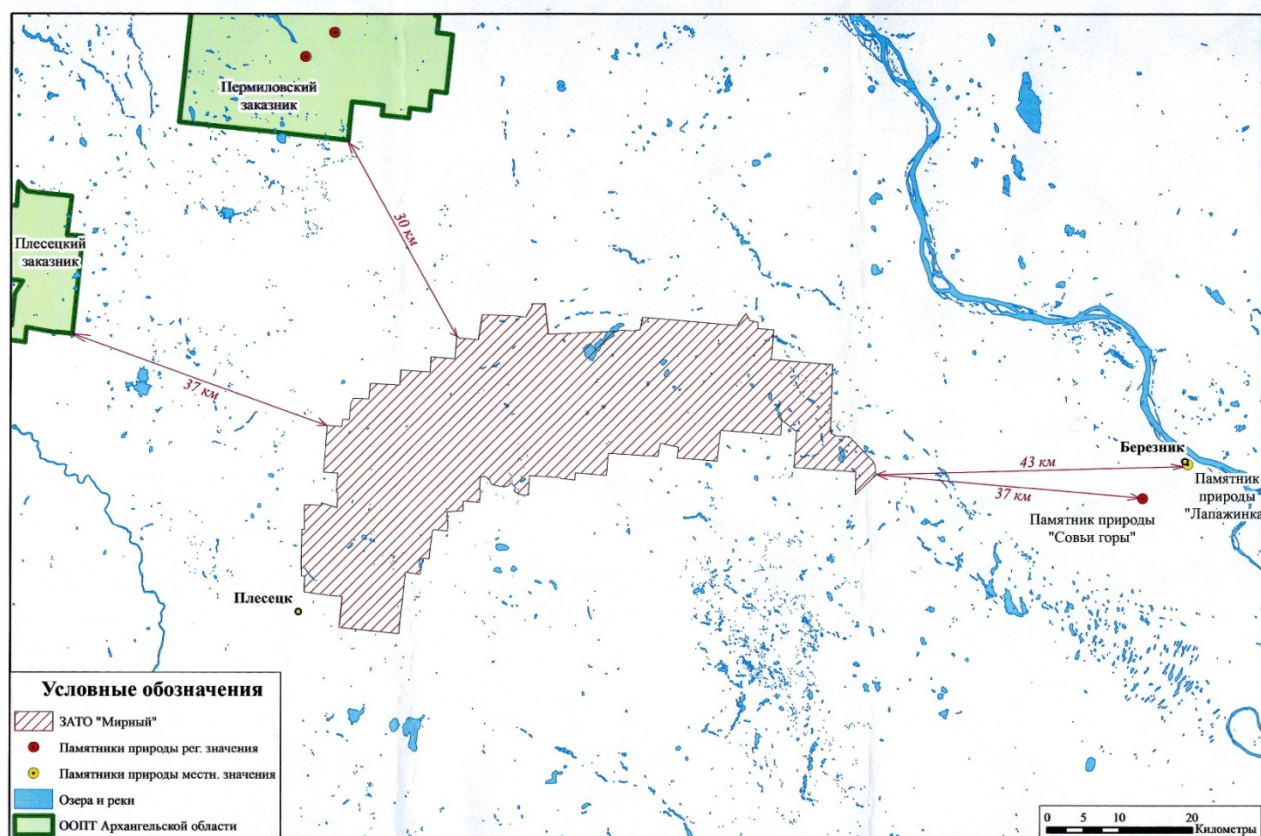 Пермиловский
заказник
Плесецкий
заказник
30 км
37 км
Березник
43 км
37 км
Памятник
природы
"Лапажинка
Памятник природы
"Совьи горы"
Плесецк
Условные обозначения
ЗАТО "Мирный"
Памятники природы рег. значения
Памятники природы местн. значения
Озера и реки
ООПТ Архангельской области
0 5 10 20
Километры